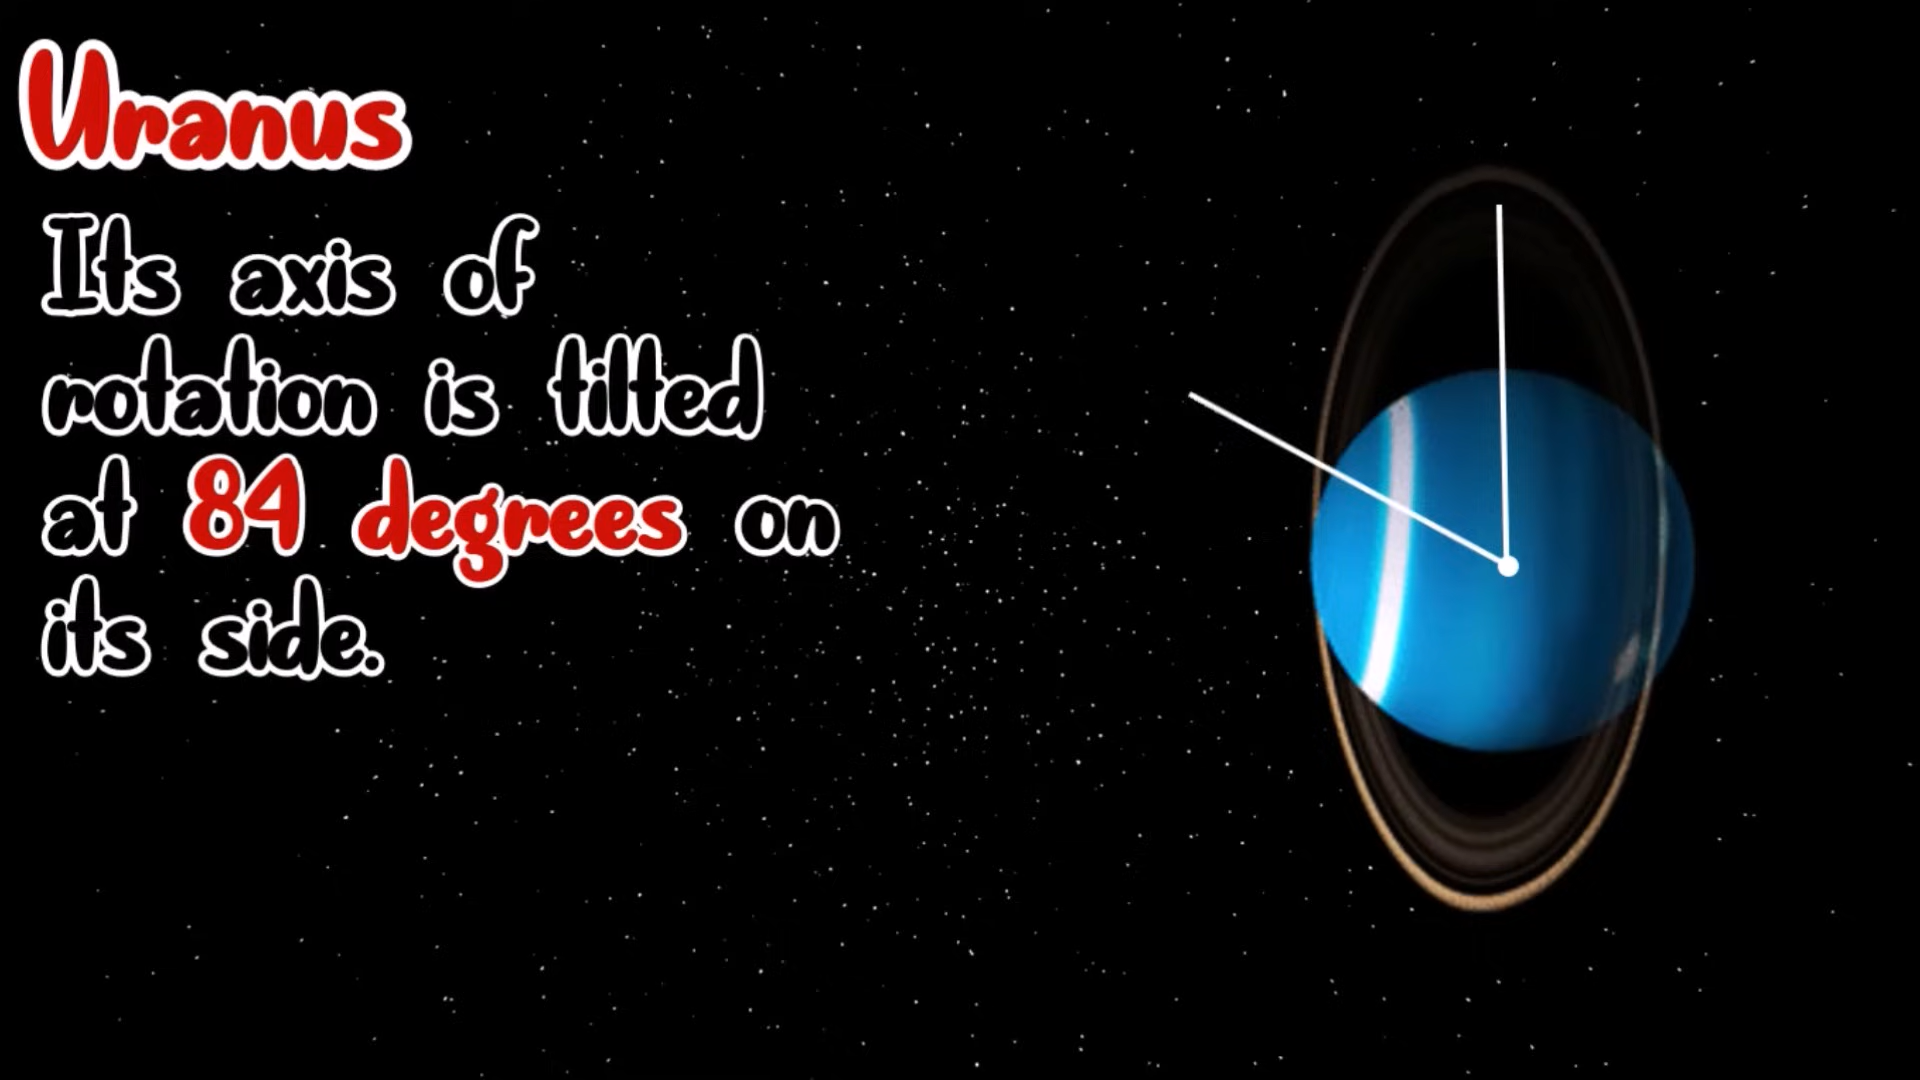 Uranus
Its axis of
rotation is tilted
at 84 degrees on
its side.